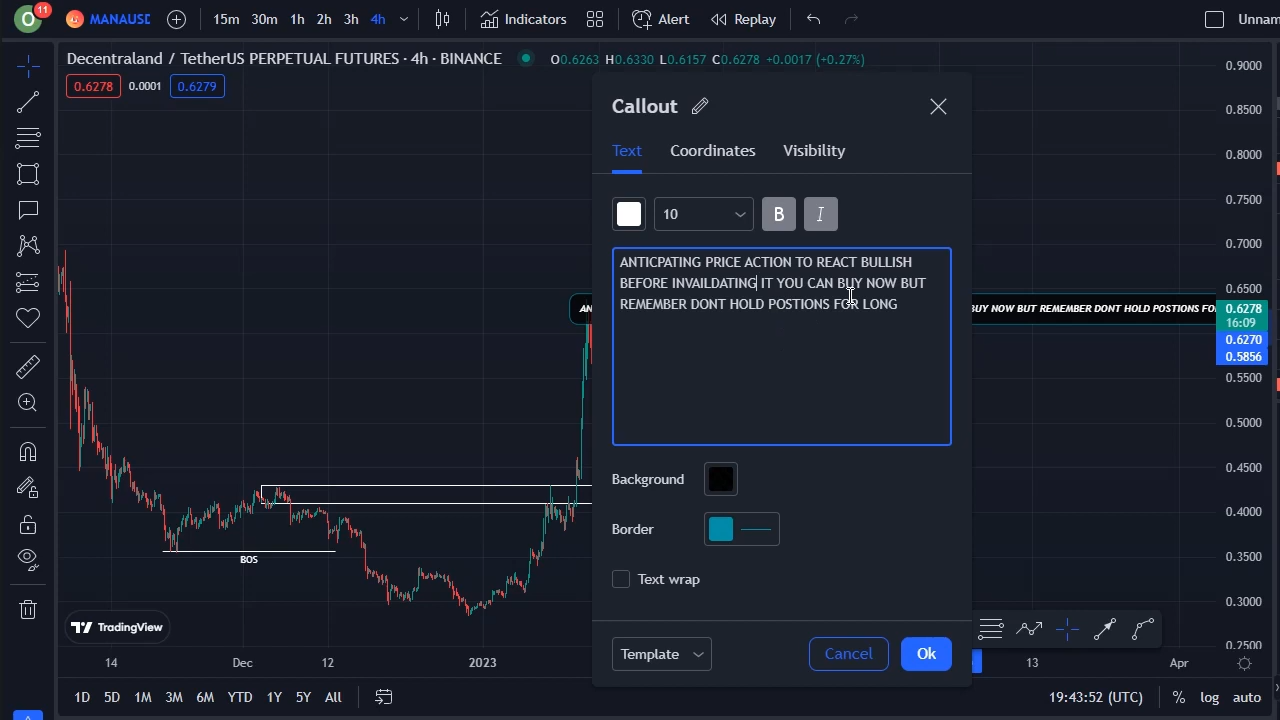 O 11 MANAUSD 15m 30m 1h 2h 3h 4h Indicators Alert Replay
Decentraland / TetherUS PERPETUAL FUTURES · 4h · BINANCE O0.6263 H0.6330 L0.6157 C0.6278 +0.0017 (+0.27%)
0.6278 0.0001 0.6279
Callout
Text Coordinates Visibility
10 B I
ANTICPATING PRICE ACTION TO REACT BULLISH
BEFORE INVAILDATING IT YOU CAN BUY NOW BUT
REMEMBER DONT HOLD POSTIONS FOR LONG
BUY NOW BUT REMEMBER DONT HOLD POSTIONS
Background
Border
Text wrap
Template Cancel Ok
BOS
TradingView
0.9000
0.8500
0.8000
0.7500
0.7000
0.6500
0.6278
16:09
0.6270
0.5856
0.5500
0.5000
0.4500
0.4000
0.3500
0.3000
0.2500
14 Dec 12 2023 13 Apr
1D 5D 1M 3M 6M YTD 1Y 5Y All 19:43:52 (UTC) % log auto